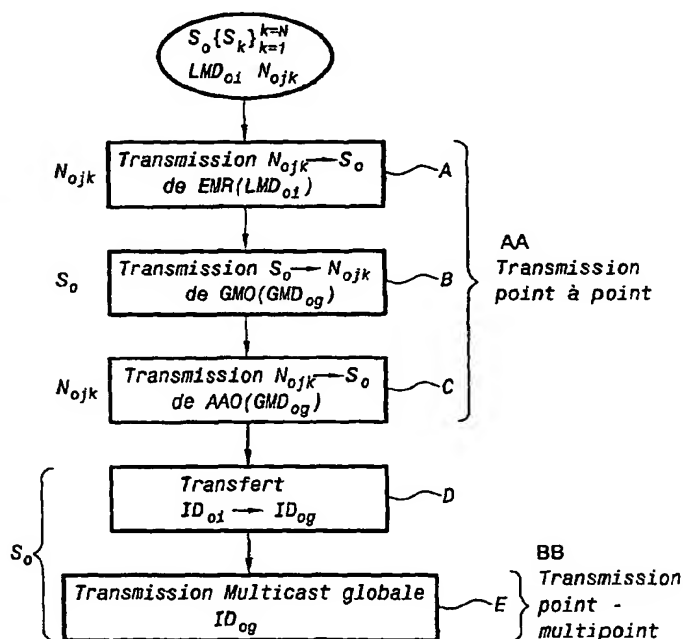 S_o{S_k}_{k=1}^{k=N}
LMD_oi N_ojk
N_ojk
Transmission N_ojk → S_o
de EMR(LMD_oi)
A
S_o
Transmission S_o → N_ojk
de GMO(GMD_og)
B
AA
Transmission
point à point
N_ojk
Transmission N_ojk → S_o
de AAO(GMD_og)
C
S_o
Transfert
ID_oi → ID_og
D
Transmission Multicast globale
ID_og
E
BB
Transmission
point -
multipoint